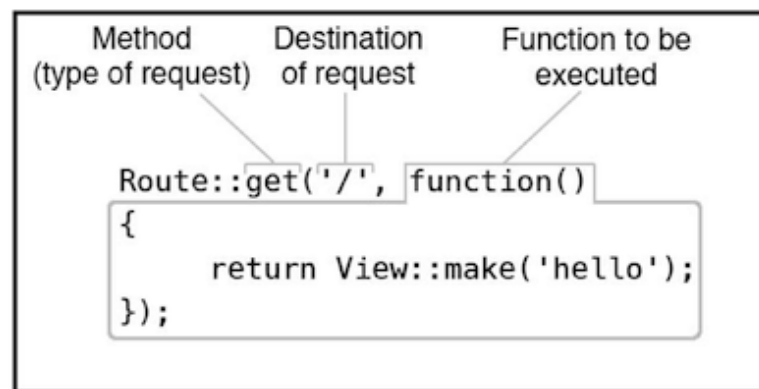 Method Destination Function to be
(type of request) of request executed
Route::get('/', function()
{
return View::make('hello');
});